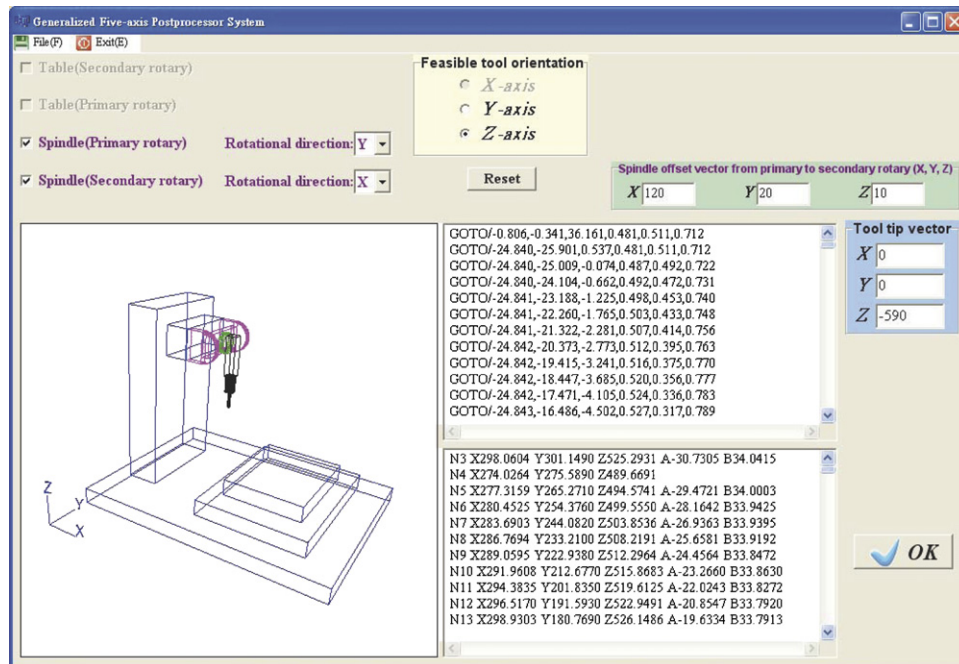 Generalized Five-axis Postprocessor System
File(F) Exit(E)
Table(Secondary rotary)
Table(Primary rotary)
Spindle(Primary rotary) Rotational direction: Y
Spindle(Secondary rotary) Rotational direction: X
Feasible tool orientation
X-axis
Y-axis
Z-axis
Reset
Spindle offset vector from primary to secondary rotary (X, Y, Z)
X 120 Y 20 Z 10
GOTO/-0.806,-0.341,36.161,0.481,0.511,0.712
GOTO/-24.840,-25.901,0.537,0.481,0.511,0.712
GOTO/-24.840,-25.009,-0.074,0.487,0.492,0.722
GOTO/-24.840,-24.104,-0.662,0.492,0.472,0.731
GOTO/-24.841,-23.188,-1.225,0.498,0.453,0.740
GOTO/-24.841,-22.260,-1.765,0.503,0.433,0.748
GOTO/-24.841,-21.322,-2.281,0.507,0.414,0.756
GOTO/-24.842,-20.373,-2.773,0.512,0.395,0.763
GOTO/-24.842,-19.415,-3.241,0.516,0.375,0.770
GOTO/-24.842,-18.447,-3.685,0.520,0.356,0.777
GOTO/-24.842,-17.471,-4.105,0.524,0.336,0.783
GOTO/-24.843,-16.486,-4.502,0.527,0.317,0.789
Tool tip vector
X 0
Y 0
Z -590
Z
Y
X
N3 X298.0604 Y301.1490 Z525.2931 A-30.7305 B34.0415
N4 X274.0264 Y275.5890 Z489.6691
N5 X277.3159 Y265.2710 Z494.5741 A-29.4721 B34.0003
N6 X280.4525 Y254.3760 Z499.5550 A-28.1642 B33.9425
N7 X283.6903 Y244.0820 Z503.8536 A-26.9363 B33.9395
N8 X286.7694 Y233.2100 Z508.2191 A-25.6581 B33.9192
N9 X289.0595 Y222.9380 Z512.2964 A-24.4564 B33.8472
N10 X291.9608 Y212.6770 Z515.8683 A-23.2660 B33.8630
N11 X294.3835 Y201.8350 Z519.6125 A-22.0243 B33.8272
N12 X296.5170 Y191.5930 Z522.9491 A-20.8547 B33.7920
N13 X298.9303 Y180.7690 Z526.1486 A-19.6334 B33.7913
OK